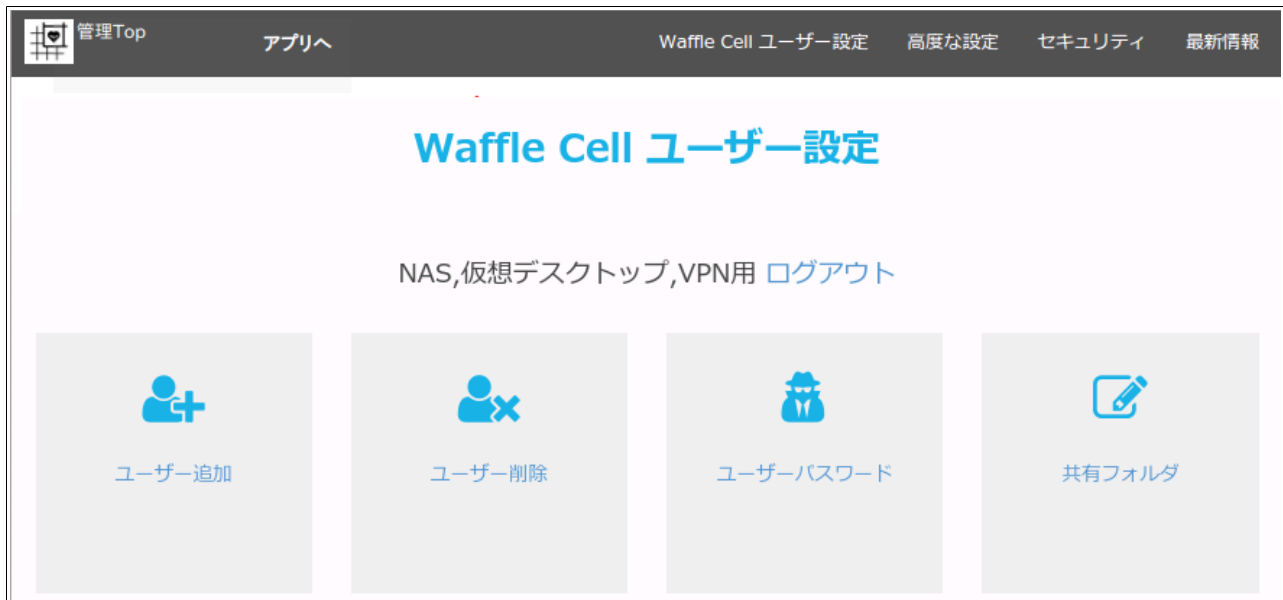 管理Top
アプリへ
Waffle Cell ユーザー設定
高度な設定
セキュリティ
最新情報
Waffle Cell ユーザー設定
NAS,仮想デスクトップ,VPN用 ログアウト
ユーザー追加
ユーザー削除
ユーザーパスワード
共有フォルダ